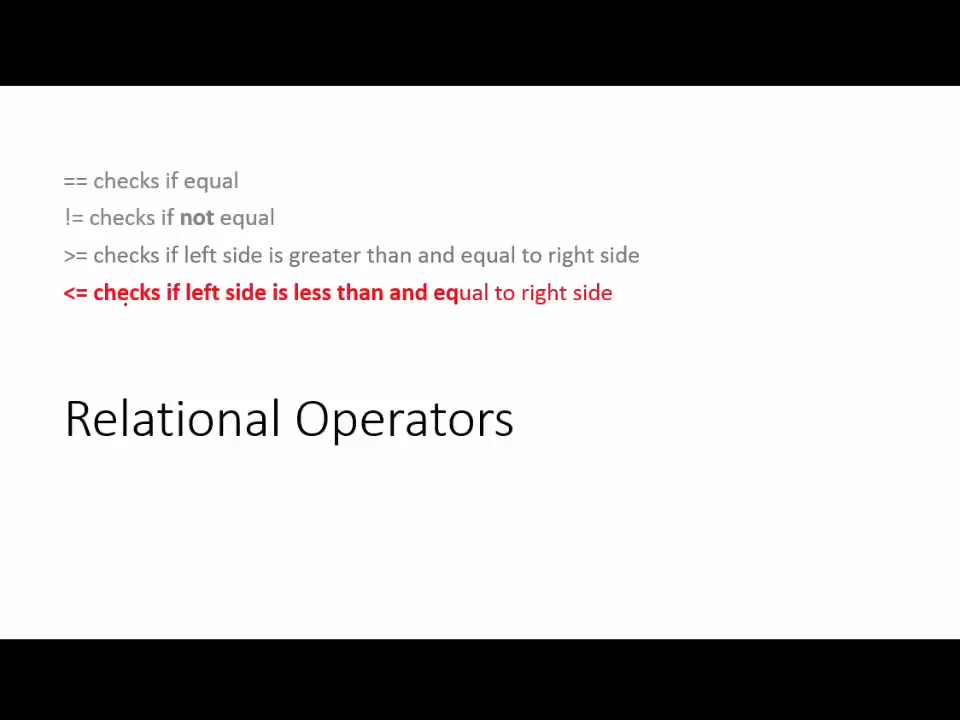 == checks if equal
!= checks if not equal
>= checks if left side is greater than and equal to right side
<= checks if left side is less than and equal to right side
Relational Operators